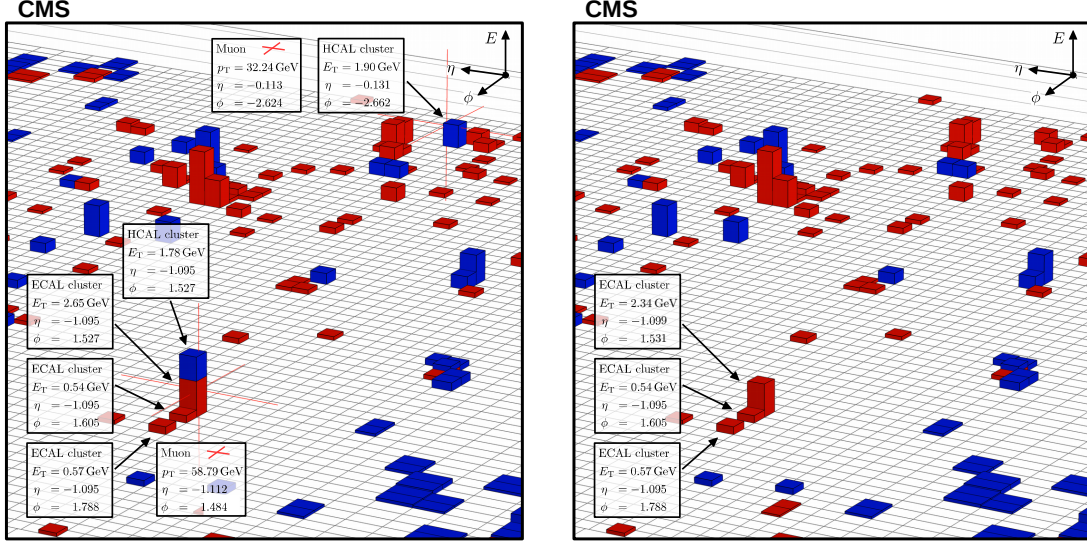 CMS
E
η
ϕ
Muon
pT = 32.24 GeV
η = −0.113
ϕ = −2.624
HCAL cluster
ET = 1.90 GeV
η = −0.131
ϕ = −2.662
HCAL cluster
ET = 1.78 GeV
η = −1.095
ϕ = 1.527
ECAL cluster
ET = 2.65 GeV
η = −1.095
ϕ = 1.527
ECAL cluster
ET = 0.54 GeV
η = −1.095
ϕ = 1.605
ECAL cluster
ET = 0.57 GeV
η = −1.095
ϕ = 1.788
Muon
pT = 58.79 GeV
η = −1.112
ϕ = 1.484
CMS
E
η
ϕ
ECAL cluster
ET = 2.34 GeV
η = −1.099
ϕ = 1.531
ECAL cluster
ET = 0.54 GeV
η = −1.095
ϕ = 1.605
ECAL cluster
ET = 0.57 GeV
η = −1.095
ϕ = 1.788